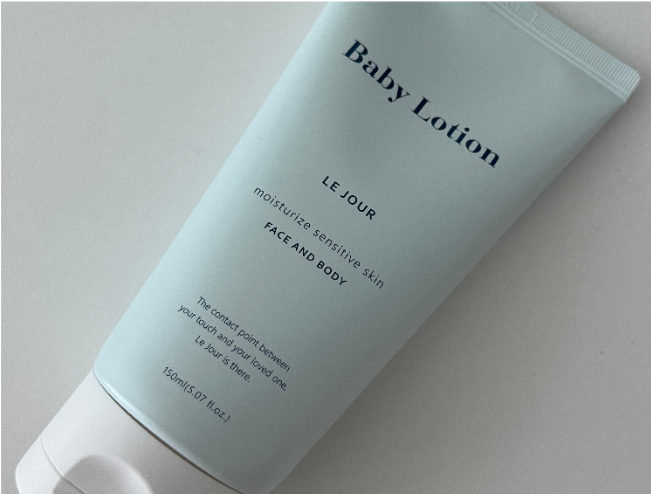 Baby Lotion
LE JOUR
moisturize sensitive skin
FACE AND BODY
The contact point between
your touch and your loved one,
Le Jour is there.
150ml(5.07 fl.oz.)